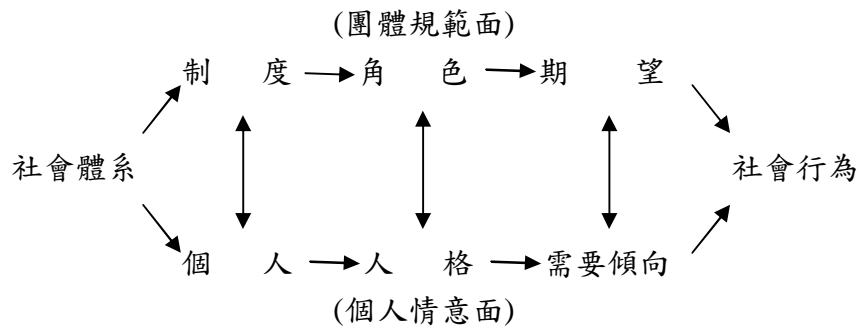 (團體規範面)
制度 角色 期望
社會體系 社會行為
個人 人格 需要傾向
(個人情意面)